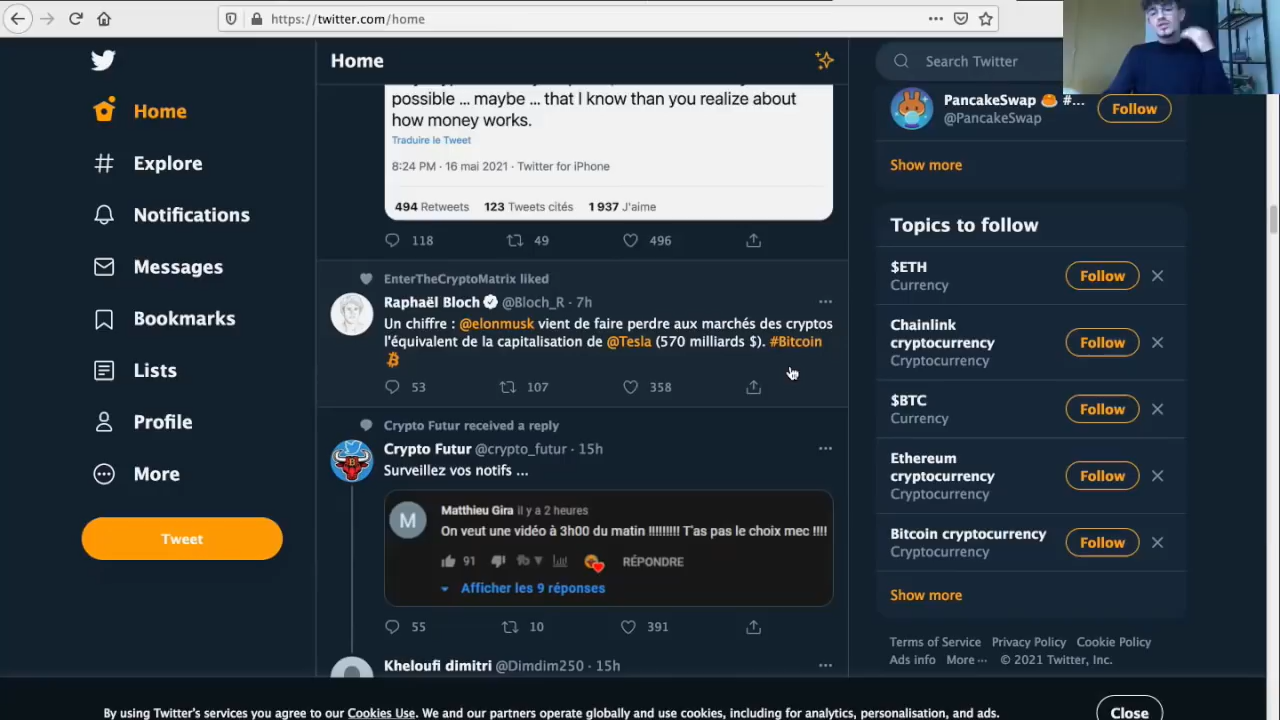 https://twitter.com/home
Home
Explore
Notifications
Messages
Bookmarks
Lists
Profile
More
Tweet
Home
possible ... maybe ... that I know than you realize about
how money works.
Traduire le Tweet
8:24 PM · 16 mai 2021 · Twitter for iPhone
494 Retweets 123 Tweets cités 1 937 J'aime
118 49 496
EnterTheCryptoMatrix liked
Raphaël Bloch @Bloch_R · 7h
Un chiffre : @elonmusk vient de faire perdre aux marchés des cryptos
l'équivalent de la capitalisation de @Tesla (570 milliards $). #Bitcoin
53 107 358
Crypto Futur received a reply
Crypto Futur @crypto_futur · 15h
Surveillez vos notifs ...
M
Matthieu Gira il y a 2 heures
On veut une vidéo à 3h00 du matin !!!!!!!!! T'as pas le choix mec !!!!
91 RÉPONDRE
Afficher les 9 réponses
55 10 391
Kheloufi dimitri @Dimdim250 · 15h
Search Twitter
PancakeSwap #...
@PancakeSwap
Follow
Show more
Topics to follow
$ETH
Currency
Follow
Chainlink
cryptocurrency
Cryptocurrency
Follow
$BTC
Currency
Follow
Ethereum
cryptocurrency
Cryptocurrency
Follow
Bitcoin cryptocurrency
Cryptocurrency
Follow
Show more
Terms of Service Privacy Policy Cookie Policy
Ads info More ··· © 2021 Twitter, Inc.
By using Twitter's services you agree to our Cookies Use. We and our partners operate globally and use cookies, including for analytics, personalisation, and ads.
Close